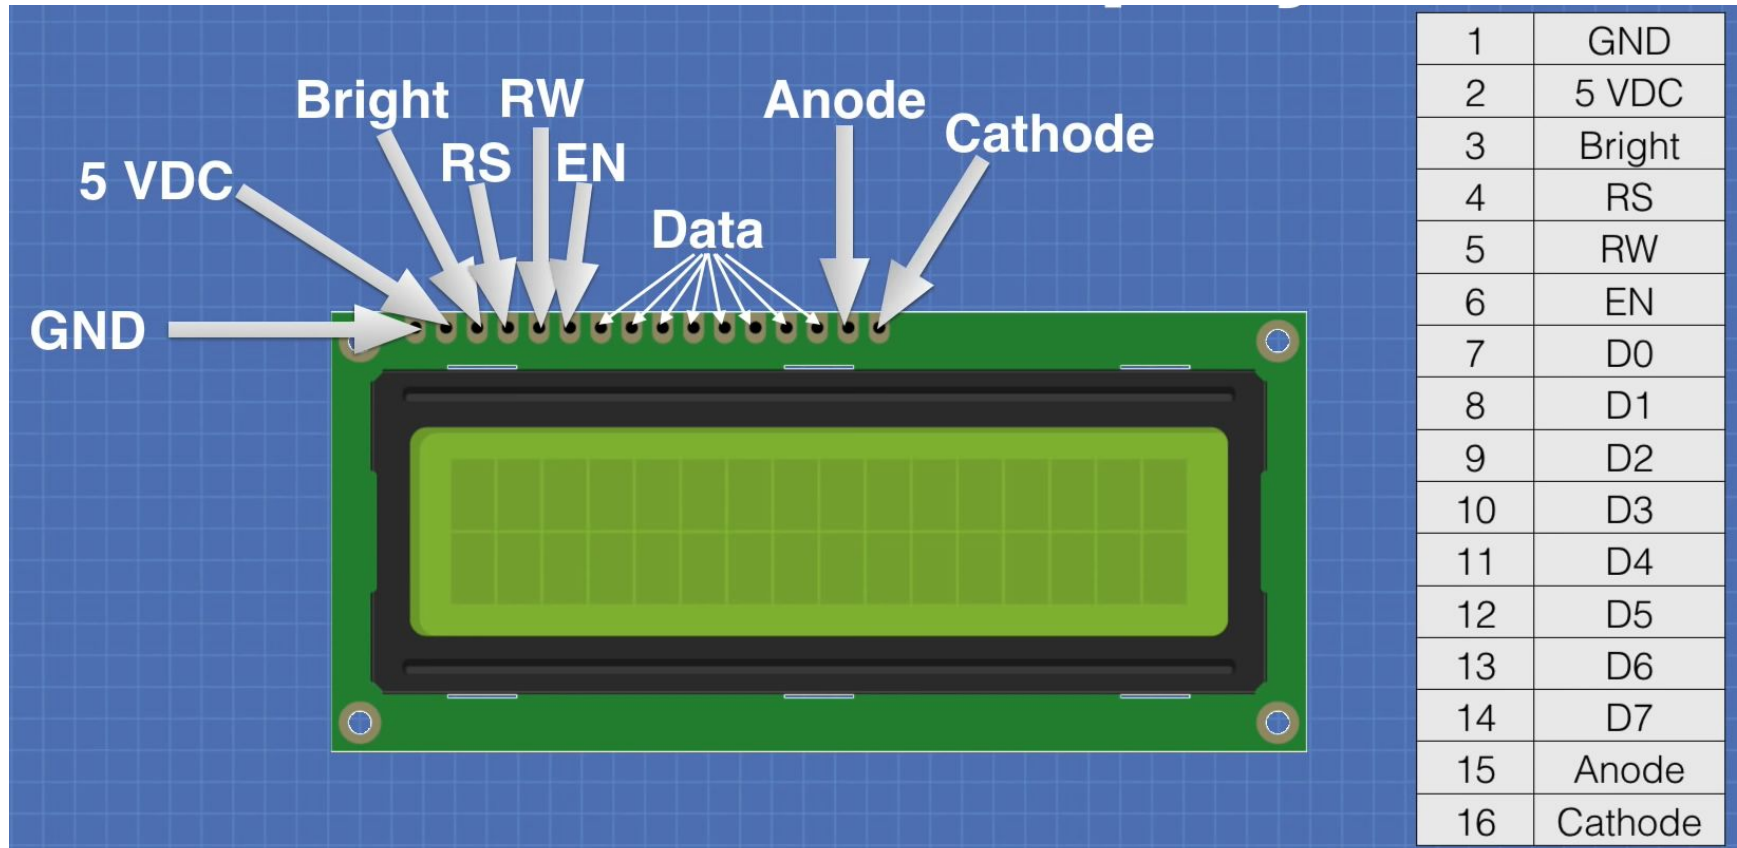 Bright
RW
Anode
Cathode
RS
EN
5 VDC
Data
GND
1 GND
2 5 VDC
3 Bright
4 RS
5 RW
6 EN
7 D0
8 D1
9 D2
10 D3
11 D4
12 D5
13 D6
14 D7
15 Anode
16 Cathode